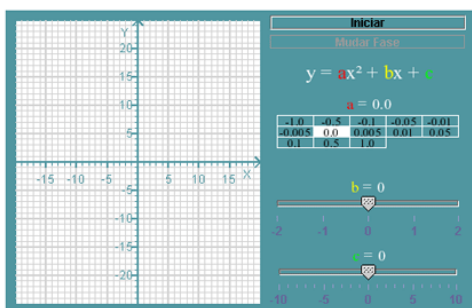 Iniciar
Mudar Fase
y = ax² + bx + c
a = 0.0
-1.0 -0.5 -0.1 -0.05 -0.01
-0.005 0.0 0.005 0.01 0.05
0.1 0.5 1.0
b = 0
-2 -1 0 1 2
c = 0
-10 -5 0 5 10
Y
20
15
10
5
-15 -10 -5 5 10 15 X
-5
-10
-15
-20